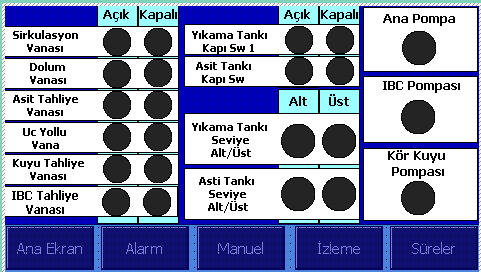 Açık Kapalı
Sirkulasyon
Vanası
Dolum
Vanası
Asit Tahliye
Vanası
Uc Yollu
Vana
Kuyu Tahliye
Vanası
IBC Tahliye
Vanası
Açık Kapalı
Yıkama Tankı
Kapı Sw 1
Asit Tankı
Kapı Sw
Alt Üst
Yıkama Tankı
Seviye
Alt/Üst
Asti Tankı
Seviye
Alt/Üst
Ana Pompa
IBC Pompası
Kör Kuyu
Pompası
Ana Ekran Alarm Manuel İzleme Süreler